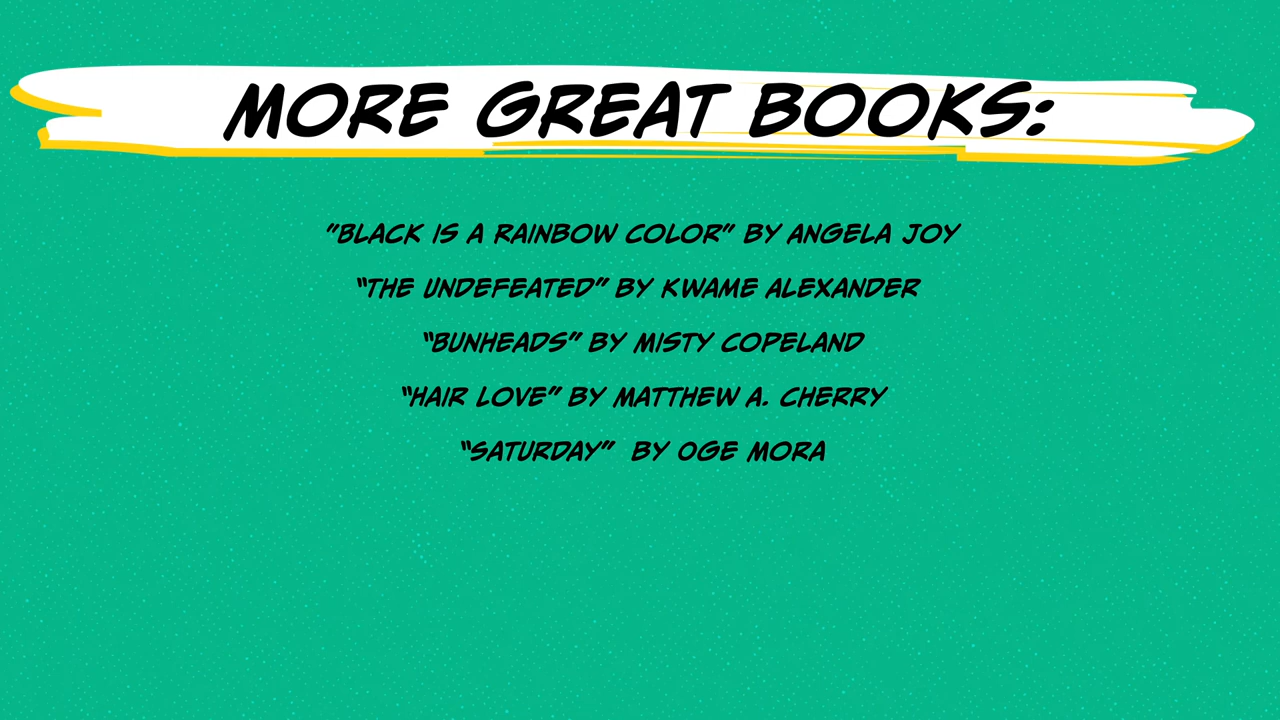 MORE GREAT BOOKS:
"BLACK IS A RAINBOW COLOR" BY ANGELA JOY
"THE UNDEFEATED" BY KWAME ALEXANDER
"BUNHEADS" BY MISTY COPELAND
"HAIR LOVE" BY MATTHEW A. CHERRY
"SATURDAY"  BY OGE MORA